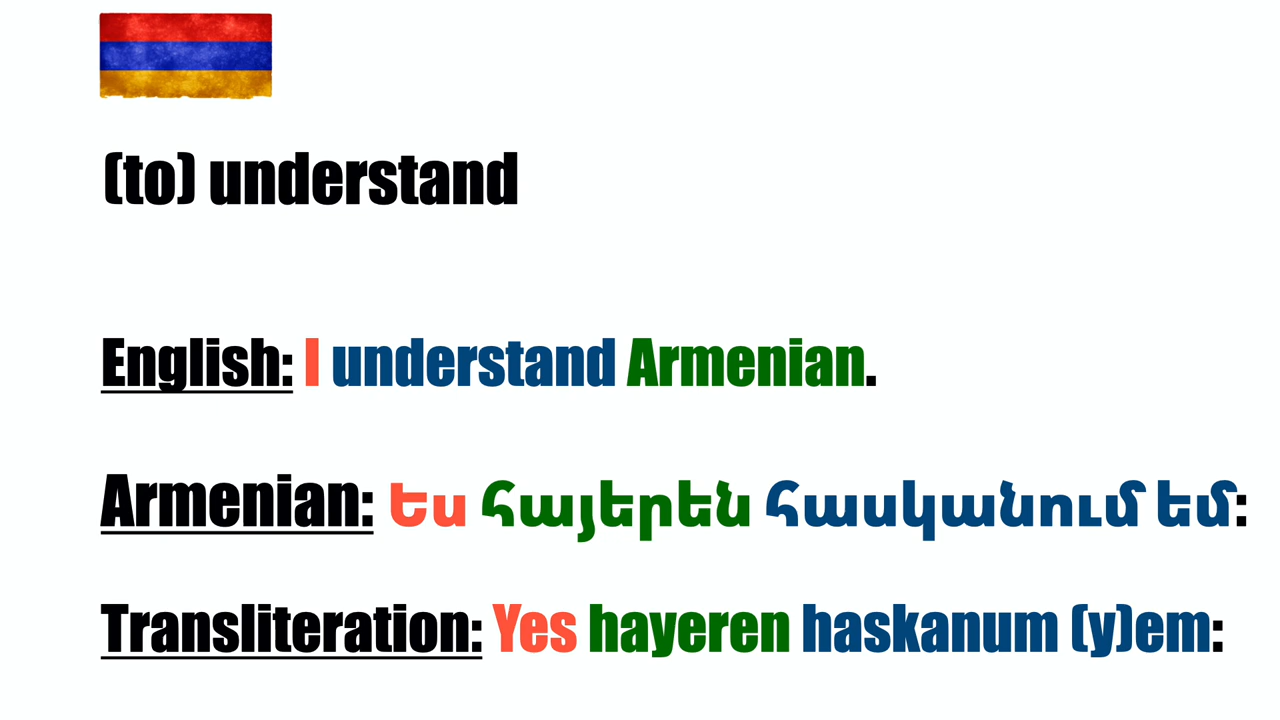 (to) understand
English: I understand Armenian.
Armenian: Ես հայերեն հասկանում եմ:
Transliteration: Yes hayeren haskanum (y)em: